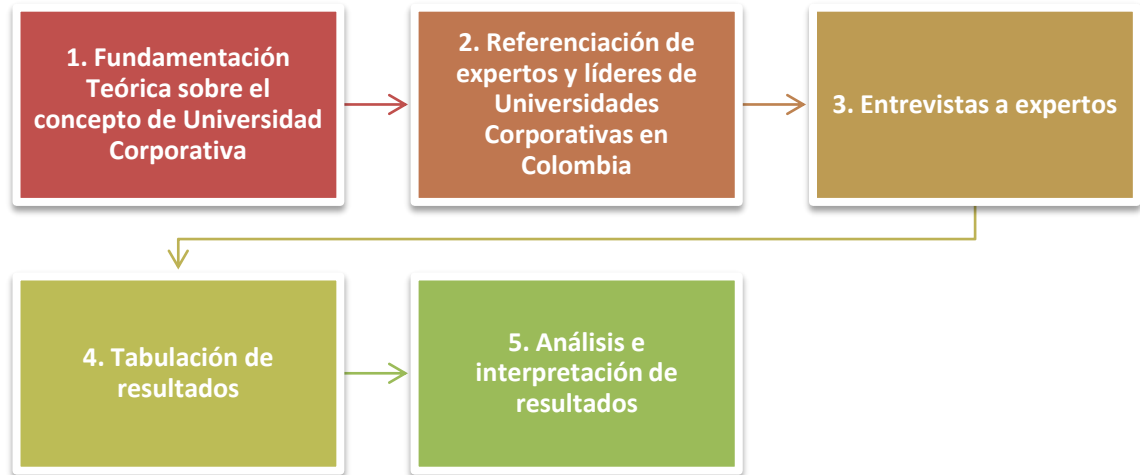 1. Fundamentación
Teórica sobre el
concepto de Universidad
Corporativa
2. Referenciación de
expertos y líderes de
Universidades
Corporativas en
Colombia
3. Entrevistas a expertos
4. Tabulación de
resultados
5. Análisis e
interpretación de
resultados